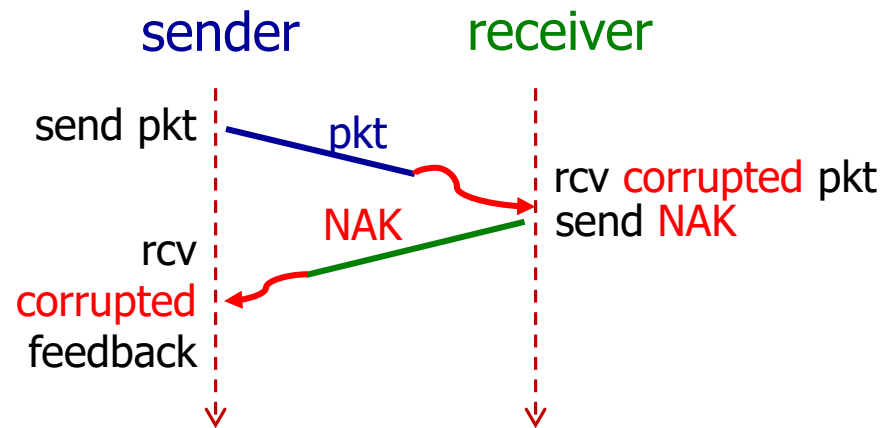 sender
receiver
send pkt
pkt
rcv corrupted pkt
send NAK
NAK
rcv
corrupted
feedback